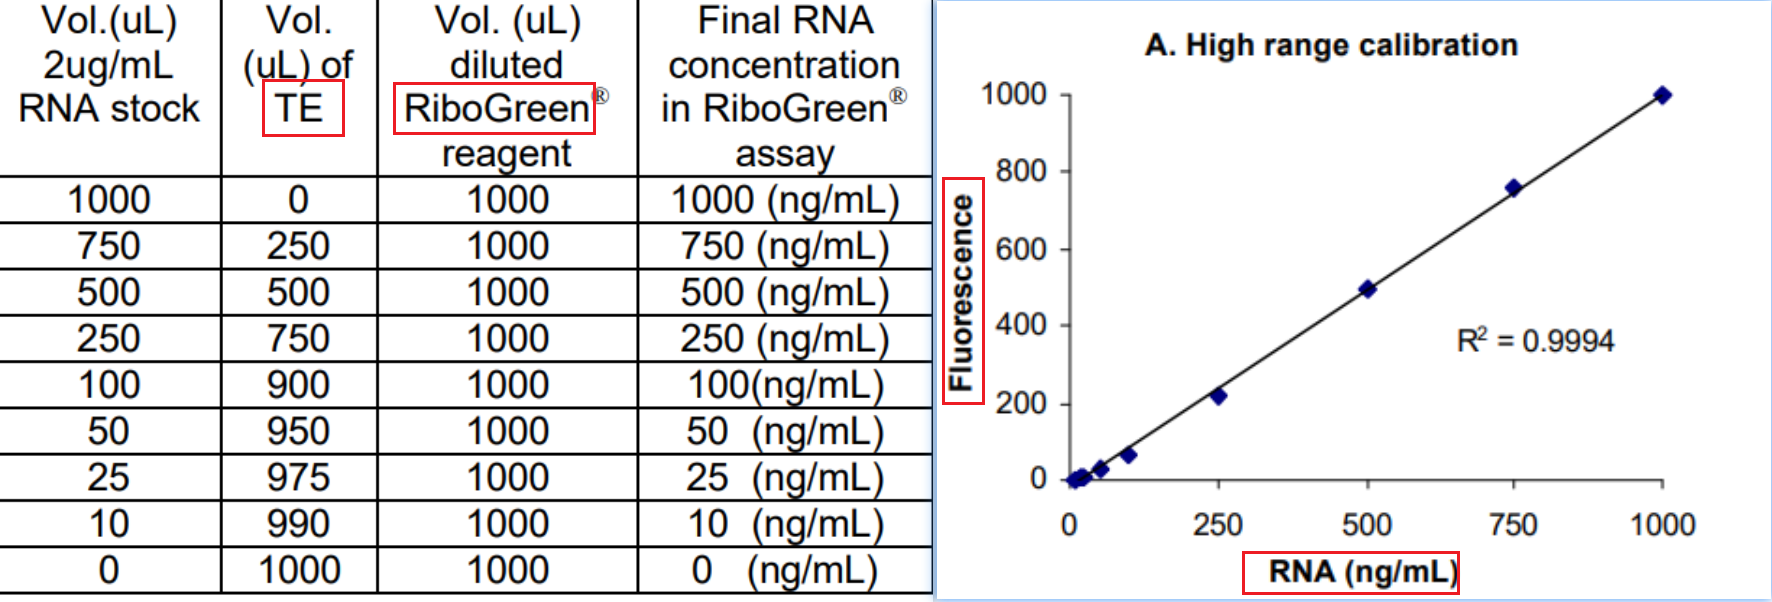 Vol.(uL) 2ug/mL RNA stock
Vol. (uL) of TE
Vol. (uL) diluted RiboGreen® reagent
Final RNA concentration in RiboGreen® assay
1000 0 1000 1000 (ng/mL)
750 250 1000 750 (ng/mL)
500 500 1000 500 (ng/mL)
250 750 1000 250 (ng/mL)
100 900 1000 100(ng/mL)
50 950 1000 50 (ng/mL)
25 975 1000 25 (ng/mL)
10 990 1000 10 (ng/mL)
0 1000 1000 0 (ng/mL)
A. High range calibration
Fluorescence
1000
800
600
400
200
0
R² = 0.9994
0 250 500 750 1000
RNA (ng/mL)